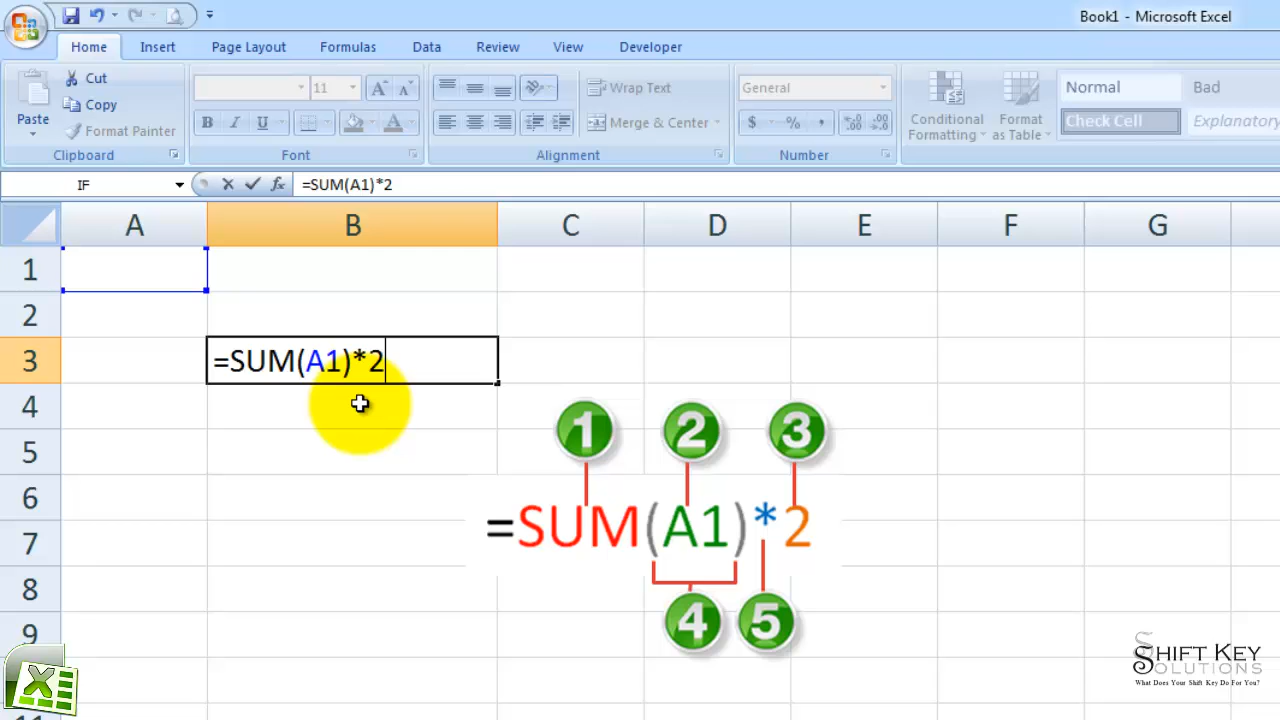 Book1 - Microsoft Excel
Home Insert Page Layout Formulas Data Review View Developer
Cut
Copy
Format Painter
Paste
Clipboard
11
A A
B I U
A
Font
Wrap Text
Merge & Center
Alignment
General
$ % ,
.00 .0
Number
Conditional
Formatting
Format
as Table
Normal Bad
Check Cell Explanatory
IF fx =SUM(A1)*2
A B C D E F G
1
2
3 =SUM(A1)*2
4
5
6
7
8
9
1 2 3
=SUM(A1)*2
4 5
SHIFT KEY
SOLUTIONS
What Does Your Shift Key Do For You?